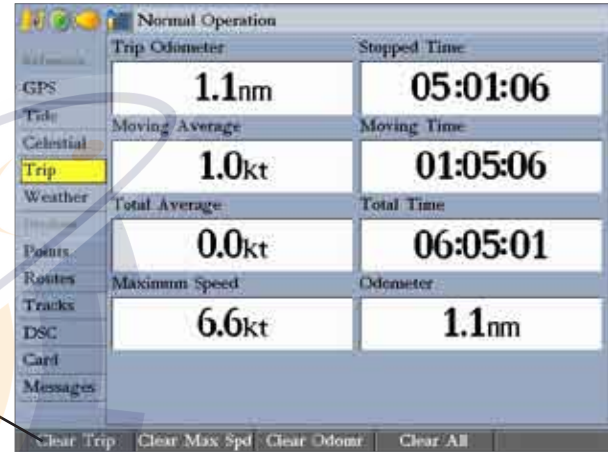 Normal Operation
Trip Odometer
Stopped Time
1.1nm
05:01:06
Moving Average
Moving Time
1.0kt
01:05:06
Total Average
Total Time
0.0kt
06:05:01
Maximum Speed
Odometer
6.6kt
1.1nm
GPS
Tide
Celestial
Trip
Weather
Points
Routes
Tracks
DSC
Card
Messages
Clear Trip
Clear Max Spd
Clear Odomr
Clear All